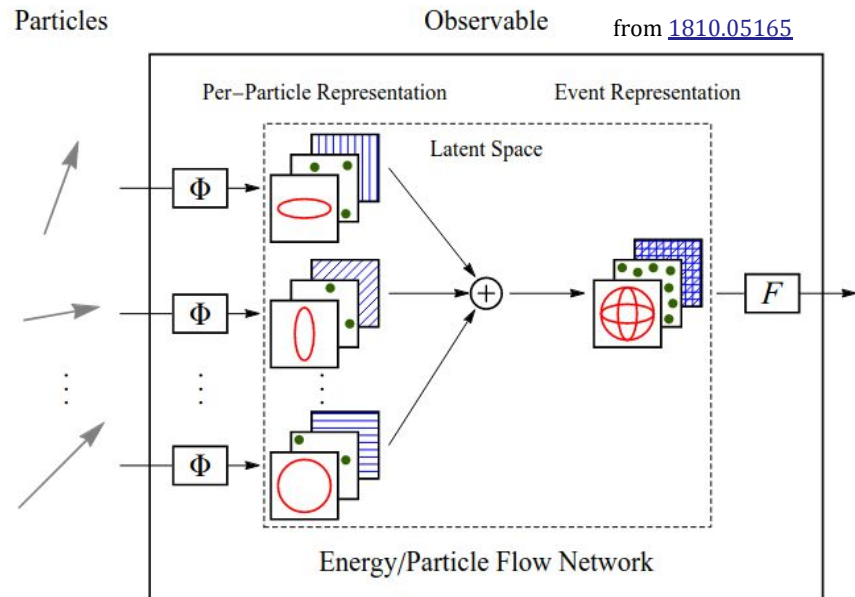 Particles
Observable
from 1810.05165
Per-Particle Representation
Event Representation
Latent Space
Φ
Φ
F
Φ
Energy/Particle Flow Network